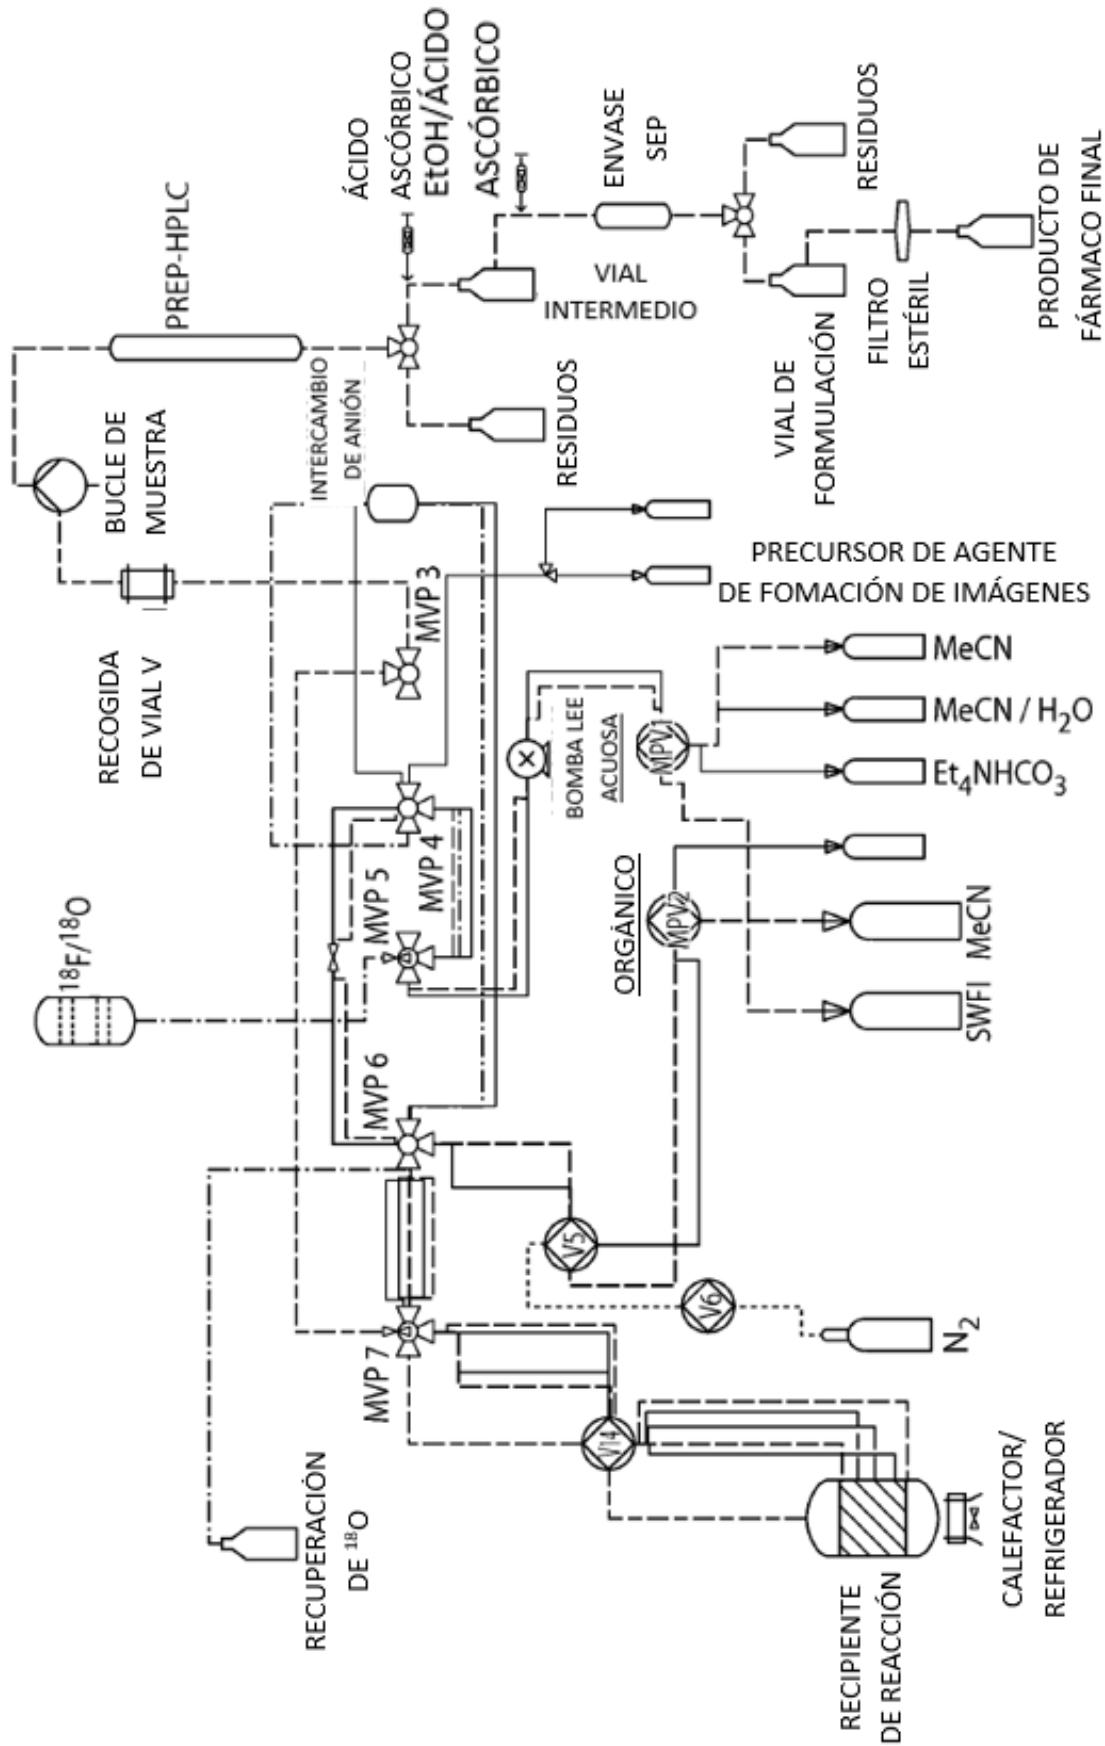 18F/18O
RECUPERACIÓN
DE 18O
MVP 7
MVP 6
MVP 5
MVP 4
MVP 3
RECOGIDA
DE VIAL V
BUCLE DE
MUESTRA
PREP-HPLC
INTERCAMBIO
DE ANIÓN
ÁCIDO
ASCÓRBICO
EtOH/ÁCIDO
ASCÓRBICO
VIAL
INTERMEDIO
ENVASE
SEP
RESIDUOS
RESIDUOS
VIAL DE
FORMULACIÓN
FILTRO
ESTÉRIL
PRODUCTO DE
FÁRMACO FINAL
PRECURSOR DE AGENTE
DE FOMACIÓN DE IMÁGENES
BOMBA LEE
ACUOSA
MPV1
MeCN
MeCN / H2O
Et4NHCO3
ORGÁNICO
MPV2
MeCN
SWFI
V5
V6
N2
V14
RECIPIENTE
DE REACCIÓN
CALEFACTOR/
REFRIGERADOR